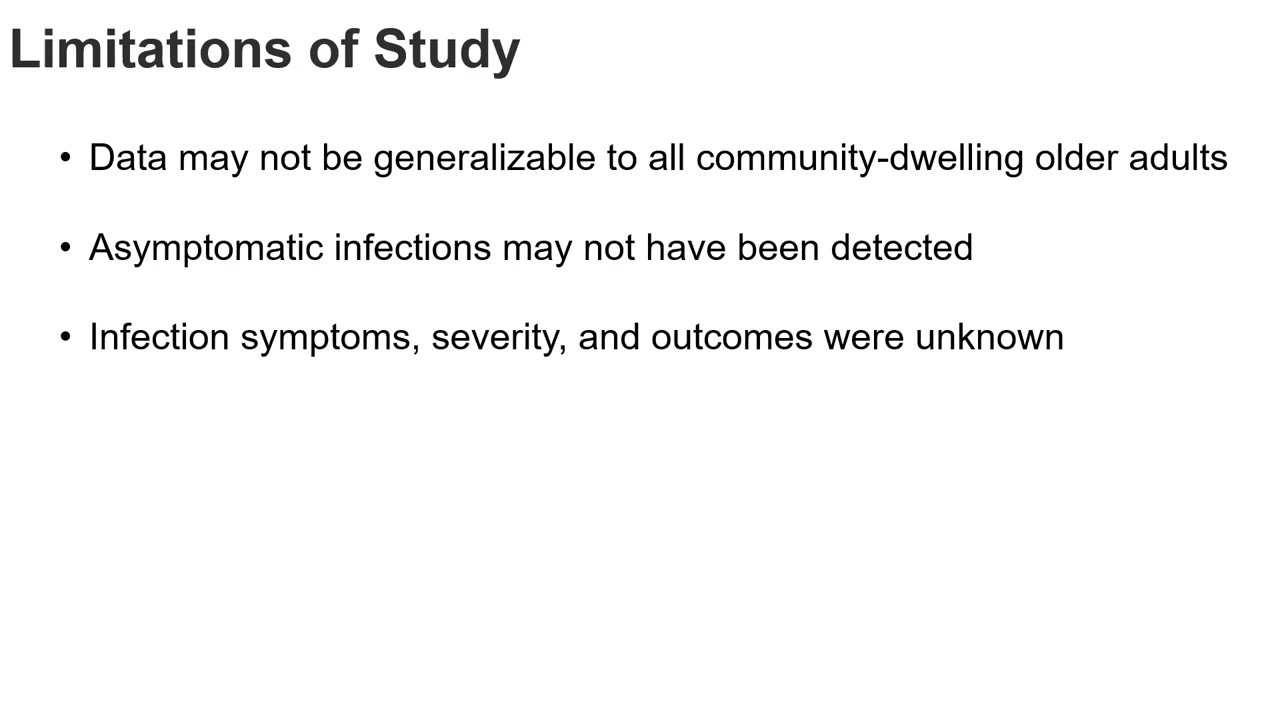 Limitations of Study
• Data may not be generalizable to all community-dwelling older adults
• Asymptomatic infections may not have been detected
• Infection symptoms, severity, and outcomes were unknown